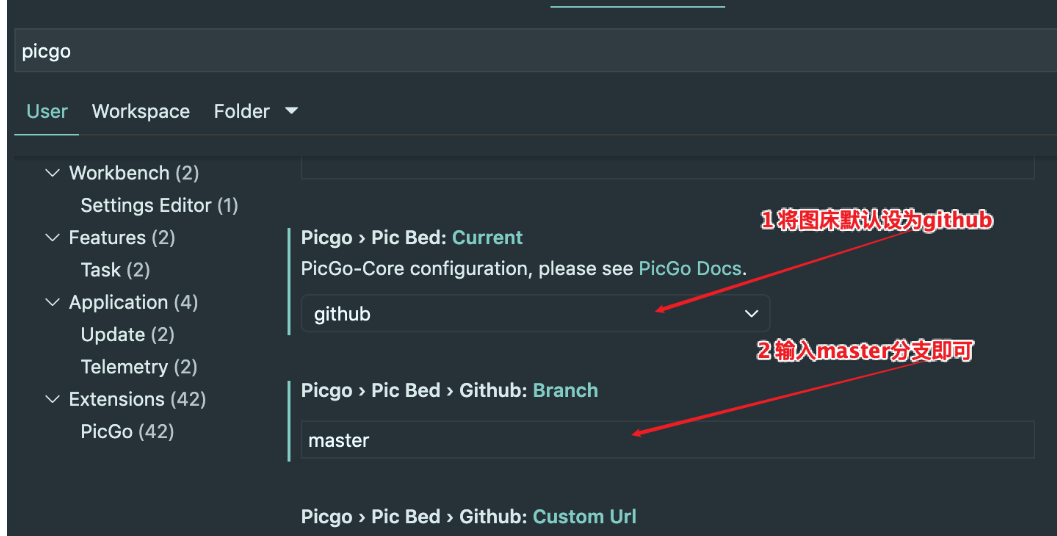 picgo
User Workspace Folder
Workbench (2)
Settings Editor (1)
Features (2)
Task (2)
Application (4)
Update (2)
Telemetry (2)
Extensions (42)
PicGo (42)
1 将图床默认设为github
Picgo › Pic Bed: Current
PicGo-Core configuration, please see PicGo Docs.
github
2 输入master分支即可
Picgo › Pic Bed › Github: Branch
master
Picgo › Pic Bed › Github: Custom Url